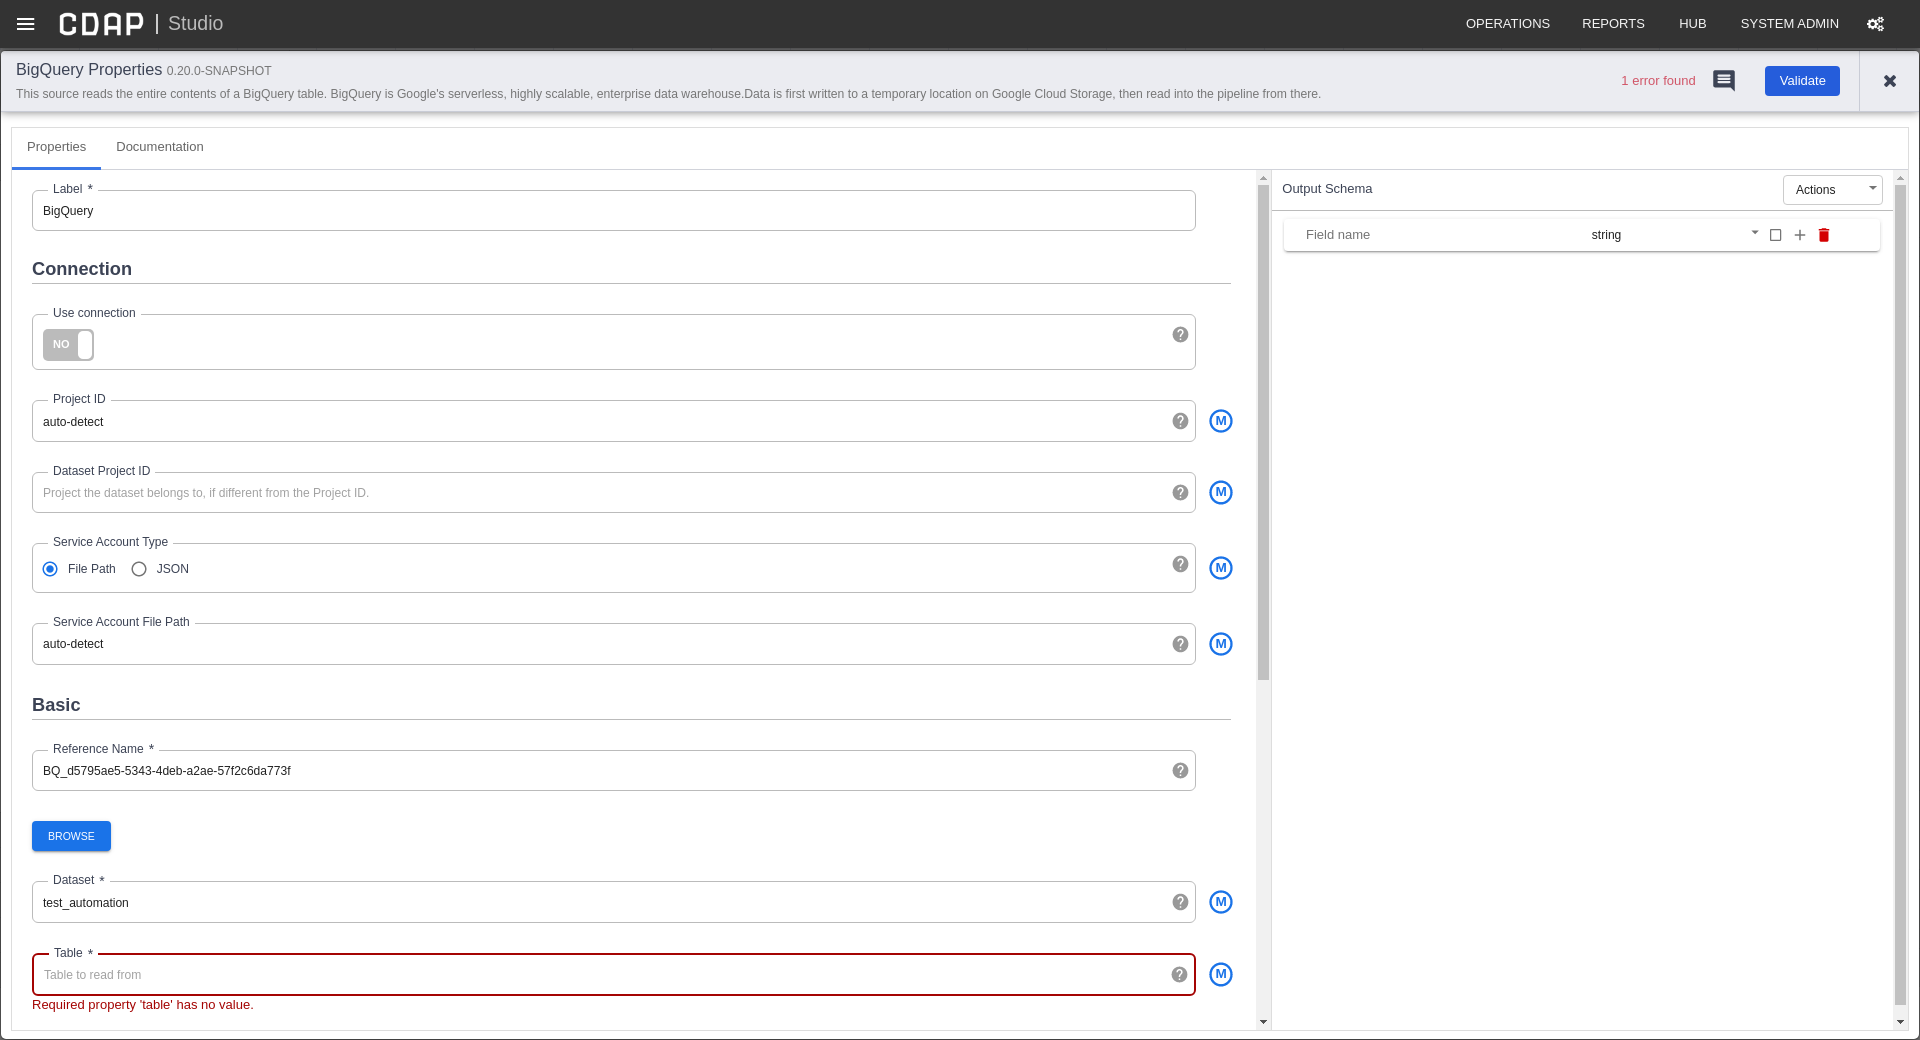 CDAP | Studio
OPERATIONS REPORTS HUB SYSTEM ADMIN
BigQuery Properties 0.20.0-SNAPSHOT
This source reads the entire contents of a BigQuery table. BigQuery is Google's serverless, highly scalable, enterprise data warehouse.Data is first written to a temporary location on Google Cloud Storage, then read into the pipeline from there.
1 error found
Validate
Properties Documentation
Label *
BigQuery
Connection
Use connection
NO
Project ID
auto-detect
M
Dataset Project ID
Project the dataset belongs to, if different from the Project ID.
M
Service Account Type
File Path JSON
M
Service Account File Path
auto-detect
M
Basic
Reference Name *
BQ_d5795ae5-5343-4deb-a2ae-57f2c6da773f
BROWSE
Dataset *
test_automation
M
Table *
Table to read from
M
Required property 'table' has no value.
Output Schema
Actions
Field name string